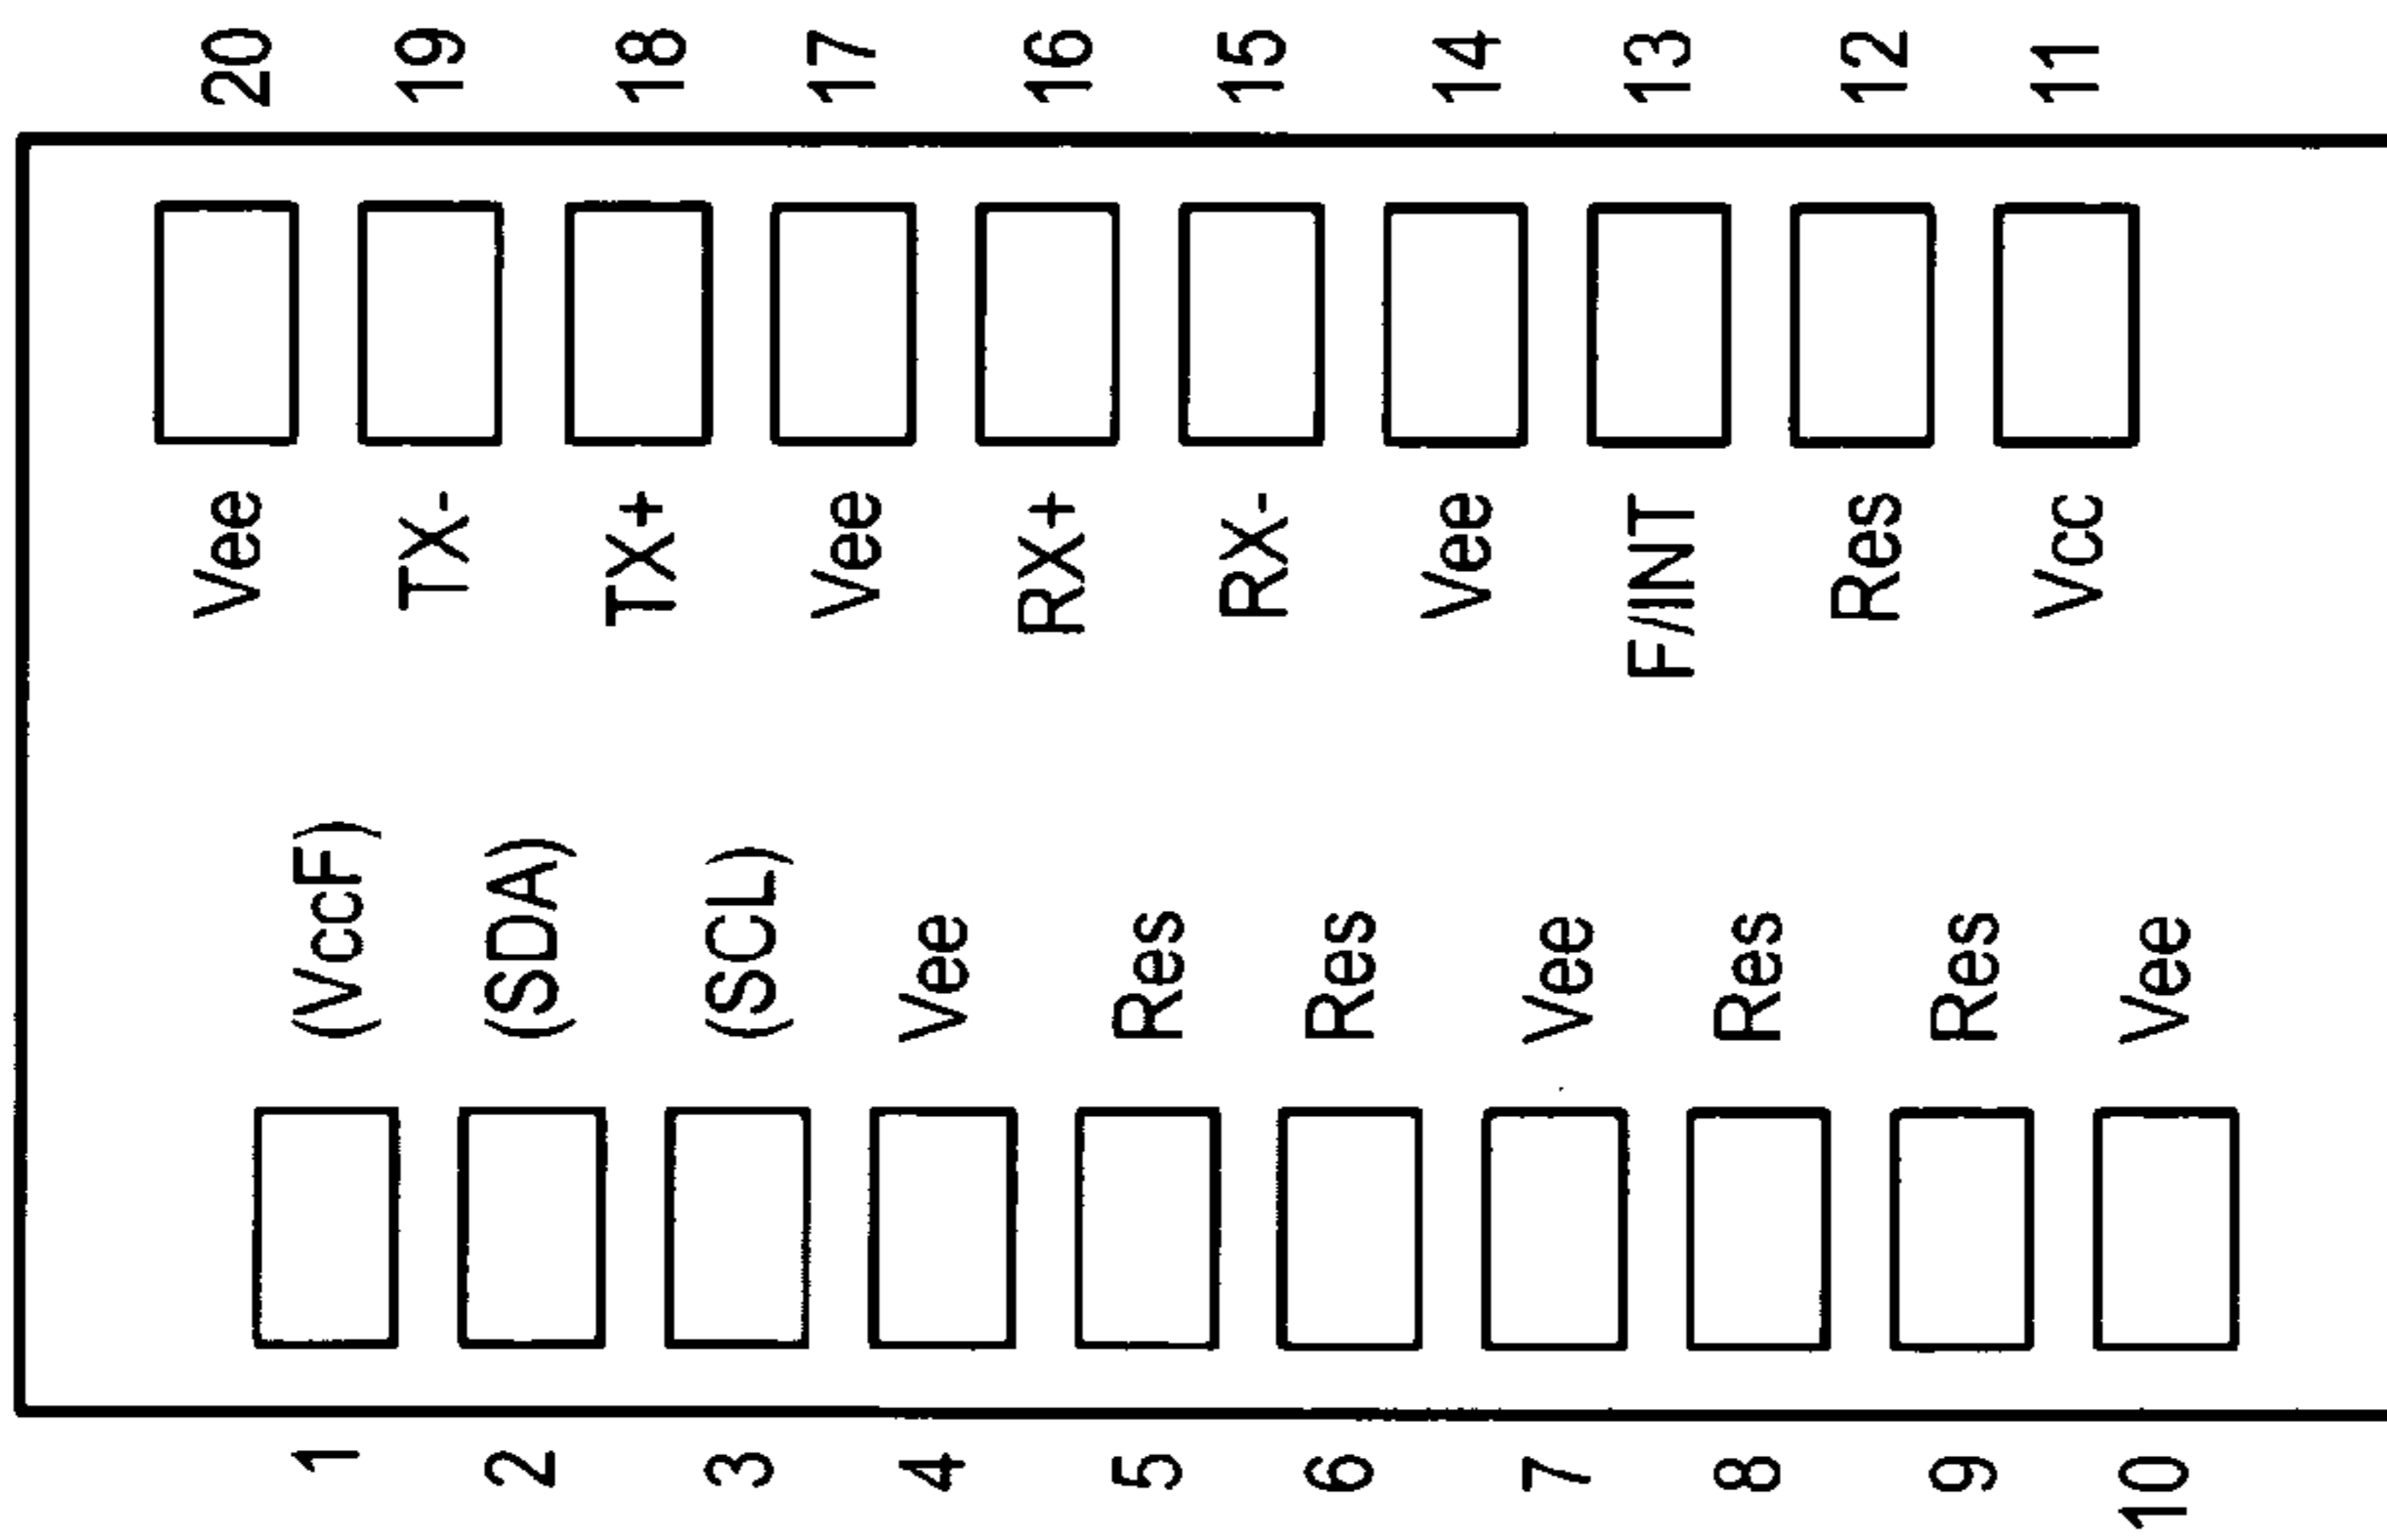 20 19 18 17 16 15 14 13 12 11
Vee TX- TX+ Vee RX+ RX- Vee F/INT Res Vcc
(VccF) (SDA) (SCL) Vee Res Res Vee Res Res Vee
1 2 3 4 5 6 7 8 9 10